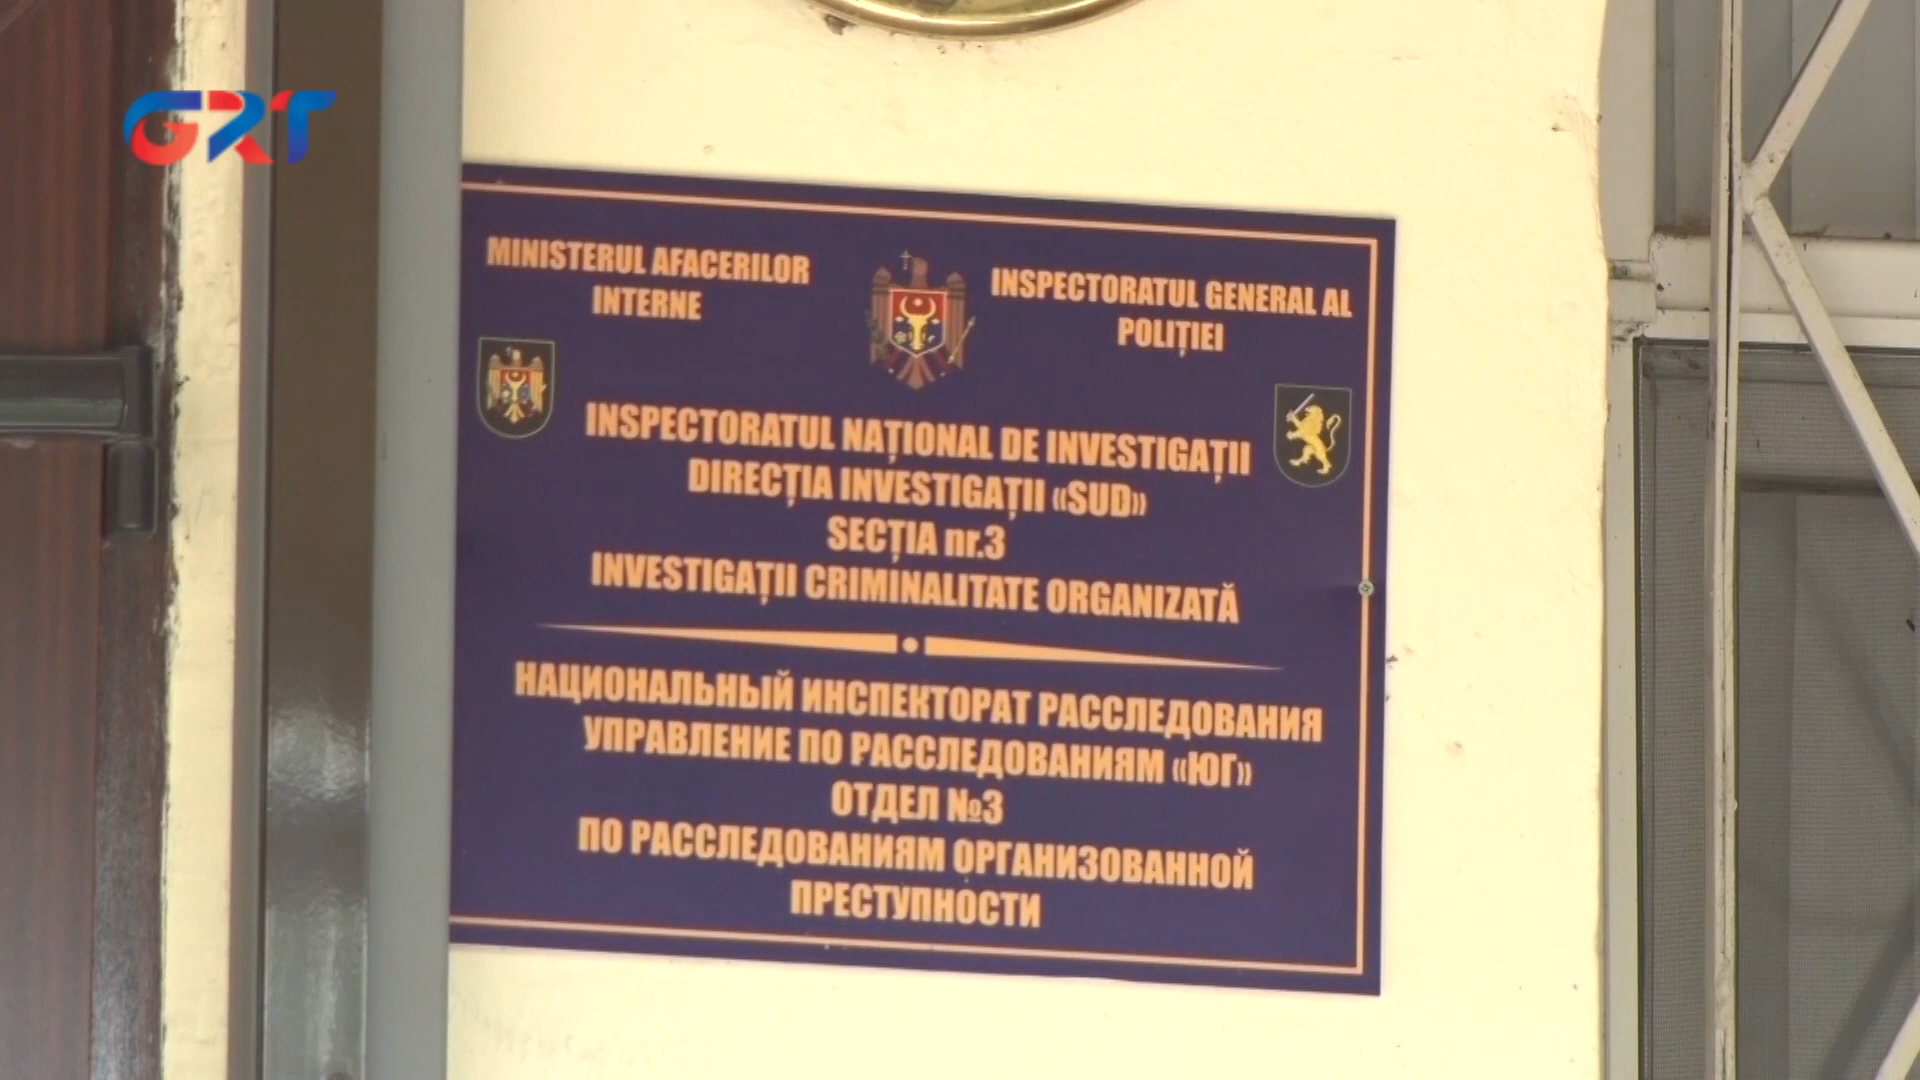 GRT
MINISTERUL AFACERILOR
INTERNE
INSPECTORATUL GENERAL AL
POLIȚIEI
INSPECTORATUL NAȚIONAL DE INVESTIGAȚII
DIRECȚIA INVESTIGAȚII «SUD»
SECȚIA nr.3
INVESTIGAȚII CRIMINALITATE ORGANIZATĂ
НАЦИОНАЛЬНЫЙ ИНСПЕКТОРАТ РАССЛЕДОВАНИЯ
УПРАВЛЕНИЕ ПО РАССЛЕДОВАНИЯМ «ЮГ»
ОТДЕЛ №3
ПО РАССЛЕДОВАНИЯМ ОРГАНИЗОВАННОЙ
ПРЕСТУПНОСТИ